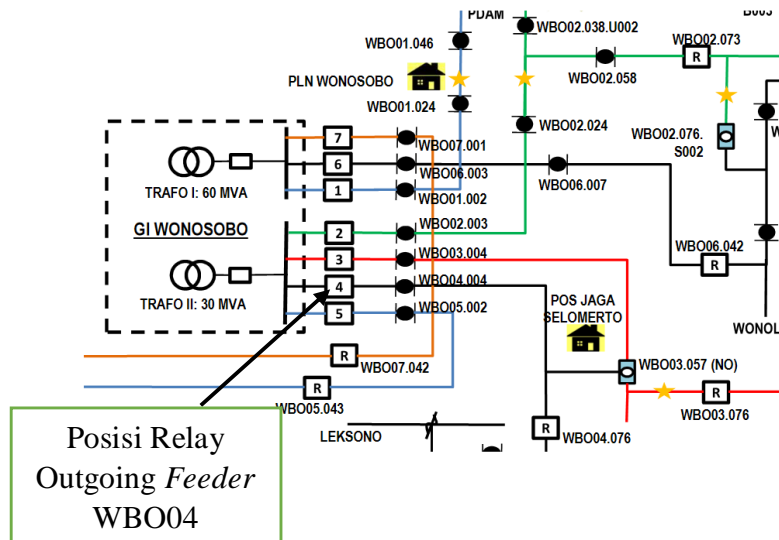 PDAM
B003
WBO02.038.U002
WBO01.046
WBO02.073
R
PLN WONOSOBO
WBO02.058
WBO01.024
WBO02.024
WBO02.076.
S002
7
WBO07.001
6
WBO06.003
WBO06.007
TRAFO I: 60 MVA
1
WBO01.002
GI WONOSOBO
2
WBO02.003
3
WBO03.004
WBO06.042
R
4
WBO04.004
TRAFO II: 30 MVA
5
WBO05.002
POS JAGA
SELOMERTO
WONOL
R
WBO07.042
WBO03.057 (NO)
R
WBO05.043
R
WBO03.076
LEKSONO
R
WBO04.076
Posisi Relay
Outgoing Feeder
WBO04